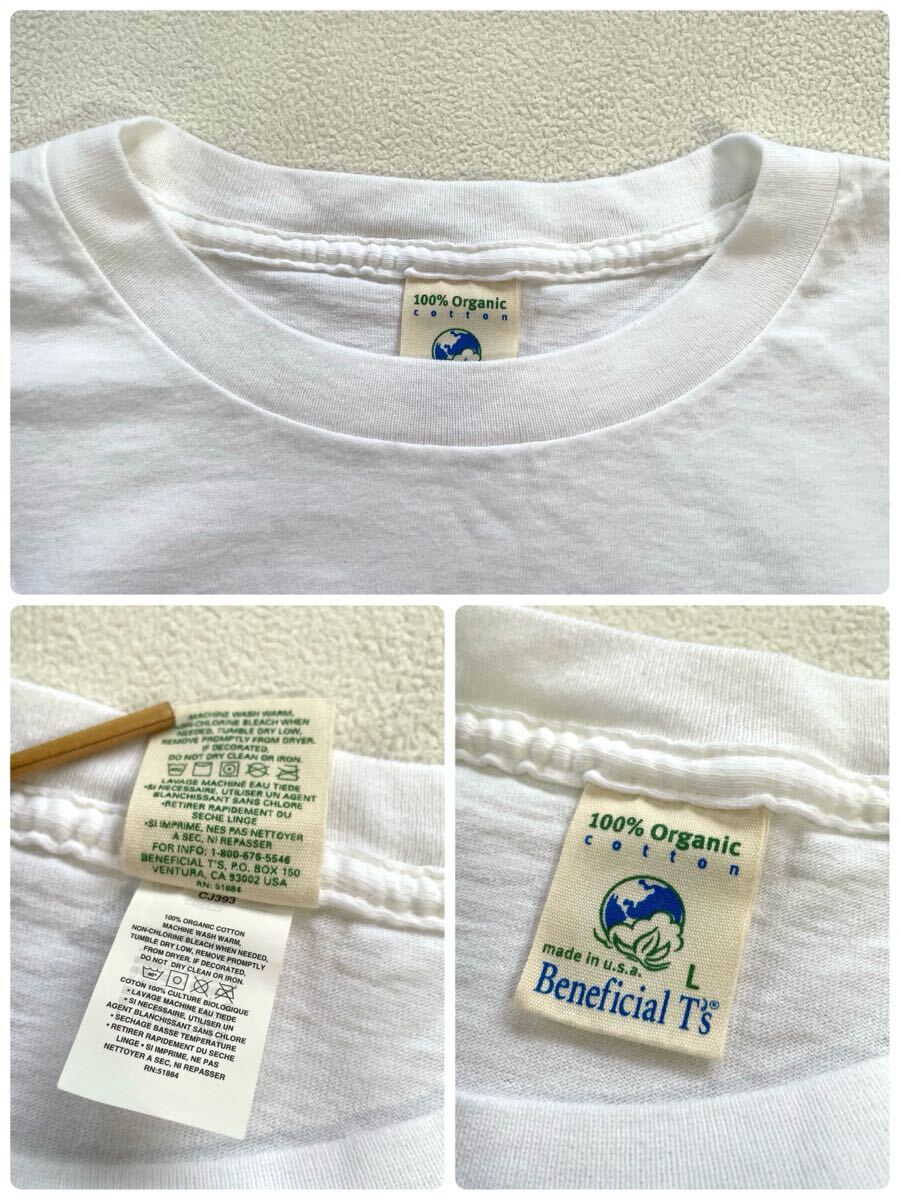 100% Organic
cotton
MACHINE WASH WARM,
NON-CHLORINE BLEACH WHEN
NEEDED, TUMBLE DRY LOW,
REMOVE PROMPTLY FROM DRYER.
IF DECORATED,
DO NOT DRY CLEAN OR IRON.
LAVAGE MACHINE EAU TIEDE
•SI NECESSAIRE, UTILISER UN AGENT
BLANCHISSANT SANS CHLORE
•RETIRER RAPIDEMENT DU
SECHE LINGE
•SI IMPRIME, NES PAS NETTOYER
A SEC, NI REPASSER
FOR INFO: 1-800-676-5546
BENEFICIAL T'S, P.O. BOX 150
VENTURA, CA 93002 USA
RN: 51884
CJ393
100% ORGANIC COTTON
MACHINE WASH WARM,
NON-CHLORINE BLEACH WHEN NEEDED,
TUMBLE DRY LOW, REMOVE PROMPTLY
FROM DRYER. IF DECORATED,
DO NOT DRY CLEAN OR IRON.
40°
COTON 100% CULTURE BIOLOGIQUE
• LAVAGE MACHINE EAU TIEDE
• SI NECESSAIRE, UTILISER UN
AGENT BLANCHISSANT SANS CHLORE
• SECHAGE BASSE TEMPERATURE
• RETIRER RAPIDEMENT DU SECHE
LINGE • SI IMPRIME, NE PAS
NETTOYER A SEC, NI REPASSER
RN:51884
100% Organic
cotton
made in u.s.a.
L
Beneficial T's®